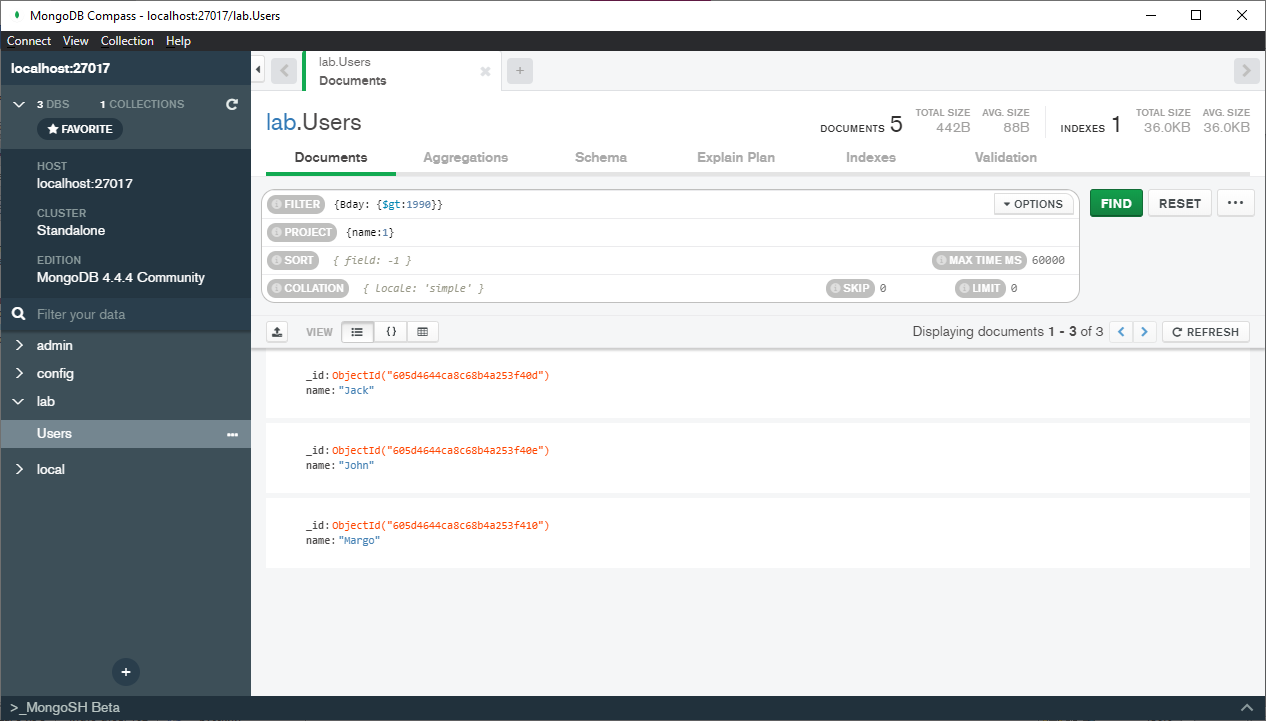 MongoDB Compass - localhost:27017/lab.Users
Connect View Collection Help
localhost:27017
3 DBS 1 COLLECTIONS
FAVORITE
HOST
localhost:27017
CLUSTER
Standalone
EDITION
MongoDB 4.4.4 Community
Filter your data
admin
config
lab
Users
local
lab.Users
Documents
lab.Users
DOCUMENTS 5 TOTAL SIZE 442B AVG. SIZE 88B INDEXES 1 TOTAL SIZE 36.0KB AVG. SIZE 36.0KB
Documents Aggregations Schema Explain Plan Indexes Validation
FILTER {Bday: {$gt:1990}} OPTIONS FIND RESET
PROJECT {name:1}
SORT { field: -1 } MAX TIME MS 60000
COLLATION { locale: 'simple' } SKIP 0 LIMIT 0
VIEW {} Displaying documents 1 - 3 of 3 REFRESH
_id: ObjectId("605d4644ca8c68b4a253f40d")
name: "Jack"
_id: ObjectId("605d4644ca8c68b4a253f40e")
name: "John"
_id: ObjectId("605d4644ca8c68b4a253f410")
name: "Margo"
>_MongoSH Beta